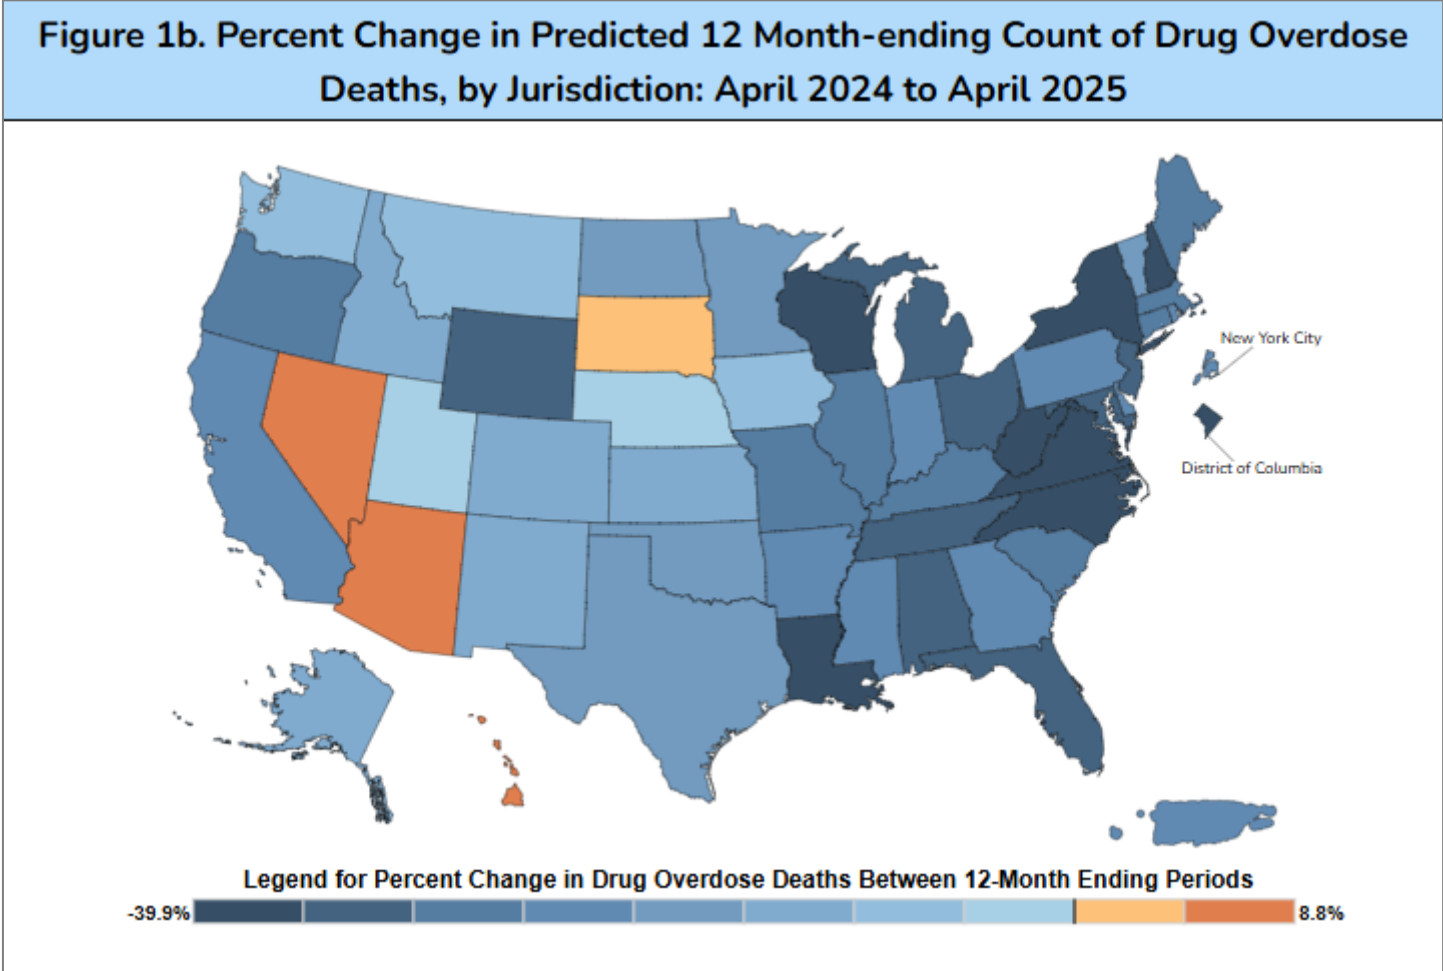 Figure 1b. Percent Change in Predicted 12 Month-ending Count of Drug Overdose
Deaths, by Jurisdiction: April 2024 to April 2025
New York City
District of Columbia
Legend for Percent Change in Drug Overdose Deaths Between 12-Month Ending Periods
-39.9%
8.8%